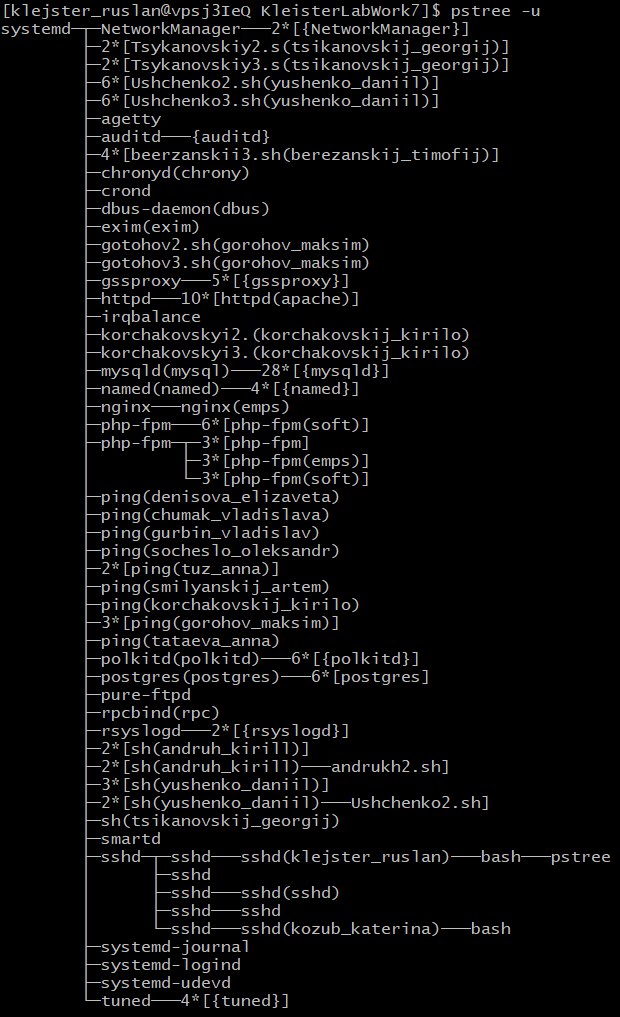 [klejster_ruslan@vpsj3IeQ KleisterLabWork7]$ pstree -u
systemd─┬─NetworkManager───2*[{NetworkManager}]
        ├─2*[Tsykanovskiy2.s(tsikanovskij_georgij)]
        ├─2*[Tsykanovskiy3.s(tsikanovskij_georgij)]
        ├─6*[Ushchenko2.sh(yushenko_daniil)]
        ├─6*[Ushchenko3.sh(yushenko_daniil)]
        ├─agetty
        ├─auditd───{auditd}
        ├─4*[beerzanskii3.sh(berezanskij_timofij)]
        ├─chronyd(chrony)
        ├─crond
        ├─dbus-daemon(dbus)
        ├─exim(exim)
        ├─gotohov2.sh(gorohov_maksim)
        ├─gotohov3.sh(gorohov_maksim)
        ├─gssproxy───5*[{gssproxy}]
        ├─httpd───10*[httpd(apache)]
        ├─irqbalance
        ├─korchakovskyi2.(korchakovskij_kirilo)
        ├─korchakovskyi3.(korchakovskij_kirilo)
        ├─mysqld(mysql)───28*[{mysqld}]
        ├─named(named)───4*[{named}]
        ├─nginx───nginx(emps)
        ├─php-fpm───6*[php-fpm(soft)]
        ├─php-fpm─┬─3*[php-fpm]
        │         ├─3*[php-fpm(emps)]
        │         └─3*[php-fpm(soft)]
        ├─ping(denisova_elizaveta)
        ├─ping(chumak_vladislava)
        ├─ping(gurbin_vladislav)
        ├─ping(socheslo_oleksandr)
        ├─2*[ping(tuz_anna)]
        ├─ping(smilyanskij_artem)
        ├─ping(korchakovskij_kirilo)
        ├─3*[ping(gorohov_maksim)]
        ├─ping(tataeva_anna)
        ├─polkitd(polkitd)───6*[{polkitd}]
        ├─postgres(postgres)───6*[postgres]
        ├─pure-ftpd
        ├─rpcbind(rpc)
        ├─rsyslogd───2*[{rsyslogd}]
        ├─2*[sh(andruh_kirill)]
        ├─2*[sh(andruh_kirill)───andrukh2.sh]
        ├─3*[sh(yushenko_daniil)]
        ├─2*[sh(yushenko_daniil)───Ushchenko2.sh]
        ├─sh(tsikanovskij_georgij)
        ├─smartd
        ├─sshd─┬─sshd───sshd(klejster_ruslan)───bash───pstree
        │      ├─sshd
        │      ├─sshd───sshd(sshd)
        │      ├─sshd───sshd
        │      └─sshd───sshd(kozub_katerina)───bash
        ├─systemd-journal
        ├─systemd-logind
        ├─systemd-udevd
        └─tuned───4*[{tuned}]